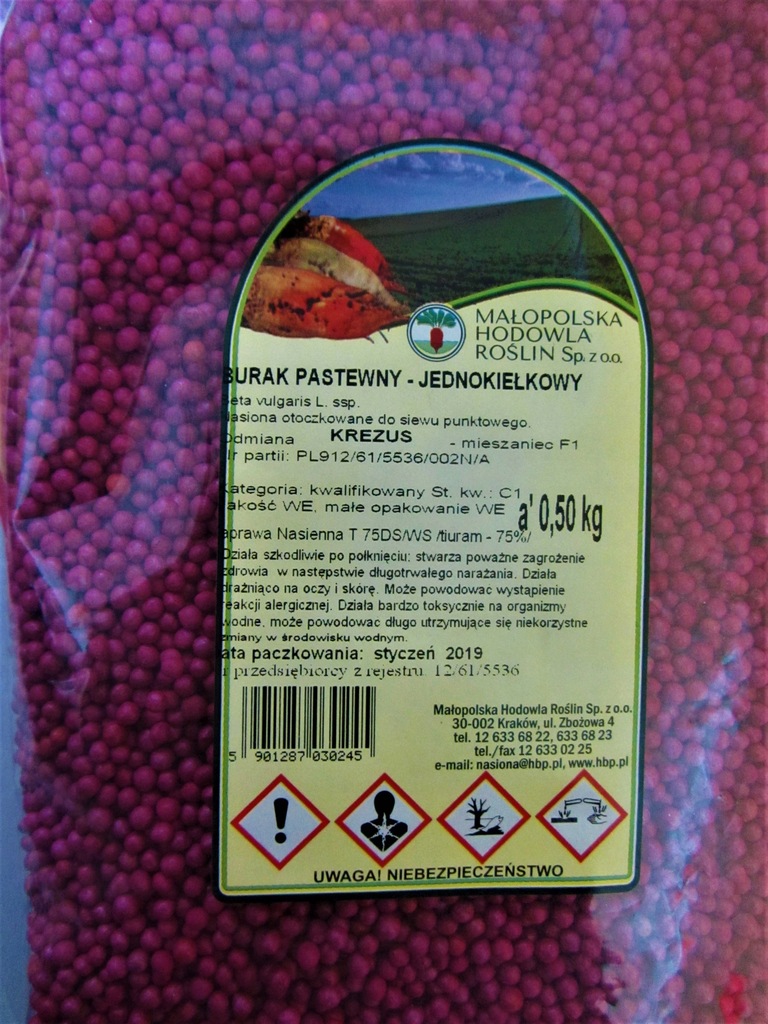 MAŁOPOLSKA
HODOWLA
ROŚLIN Sp. z o.o.
BURAK PASTEWNY - JEDNOKIEŁKOWY
eta vulgaris L. ssp.
asiona otoczkowane do siewu punktowego.
Odmiana KREZUS - mieszaniec F1
Nr partii: PL912/61/5536/002N/A
ategoria: kwalifikowany St. kw.: C1
akość WE, małe opakowanie WE a' 0,50 kg
aprawa Nasienna T 75DS/WS /tiuram - 75%/
Działa szkodliwie po połknięciu; stwarza poważne zagrożenie
zdrowia w następstwie długotrwałego narażania. Działa
drażniąco na oczy i skórę. Może powodowac wystąpienie
reakcji alergicznej. Działa bardzo toksycznie na organizmy
wodne, może powodowac długo utrzymujące się niekorzystne
zmiany w środowisku wodnym.
ata paczkowania: styczeń 2019
r przedsiębiorcy z rejestru 12/61/5536
Małopolska Hodowla Roślin Sp. z o.o.
30-002 Kraków, ul. Zbożowa 4
tel. 12 633 68 22, 633 68 23
tel./fax 12 633 02 25
e-mail: nasiona@hbp.pl, www.hbp.pl
5 901287 030245
UWAGA! NIEBEZPIECZEŃSTWO